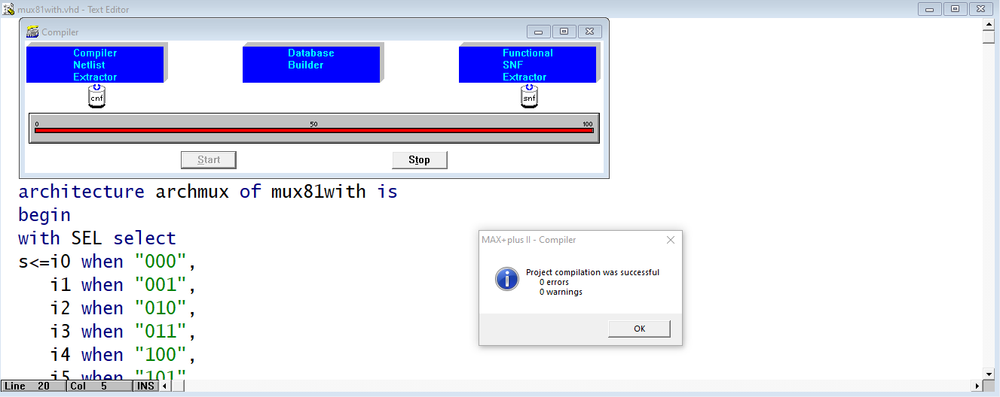 mux81with.vhd - Text Editor
Compiler
Compiler
Netlist
Extractor
Database
Builder
Functional
SNF
Extractor
cnf
snf
0 50 100
Start
Stop
architecture archmux of mux81with is
begin
with SEL select
s<=i0 when "000",
i1 when "001",
i2 when "010",
i3 when "011",
i4 when "100",
i5 when "101"
MAX+plus II - Compiler
Project compilation was successful
0 errors
0 warnings
OK
Line 20 Col 5 INS